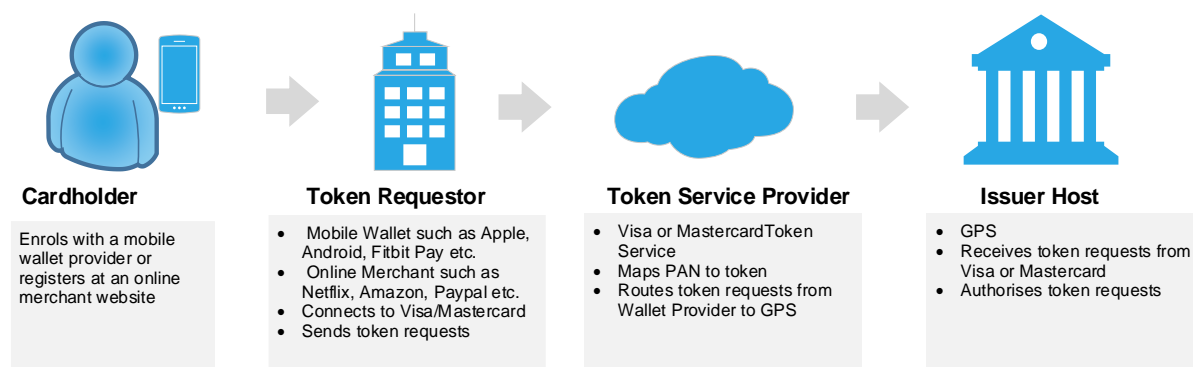 Cardholder
Enrols with a mobile
wallet provider or
registers at an online
merchant website
Token Requestor
• Mobile Wallet such as Apple,
Android, Fitbit Pay etc.
• Online Merchant such as
Netflix, Amazon, Paypal etc.
• Connects to Visa/Mastercard
• Sends token requests
Token Service Provider
• Visa or MastercardToken
Service
• Maps PAN to token
• Routes token requests from
Wallet Provider to GPS
Issuer Host
• GPS
• Receives token requests from
Visa or Mastercard
• Authorises token requests